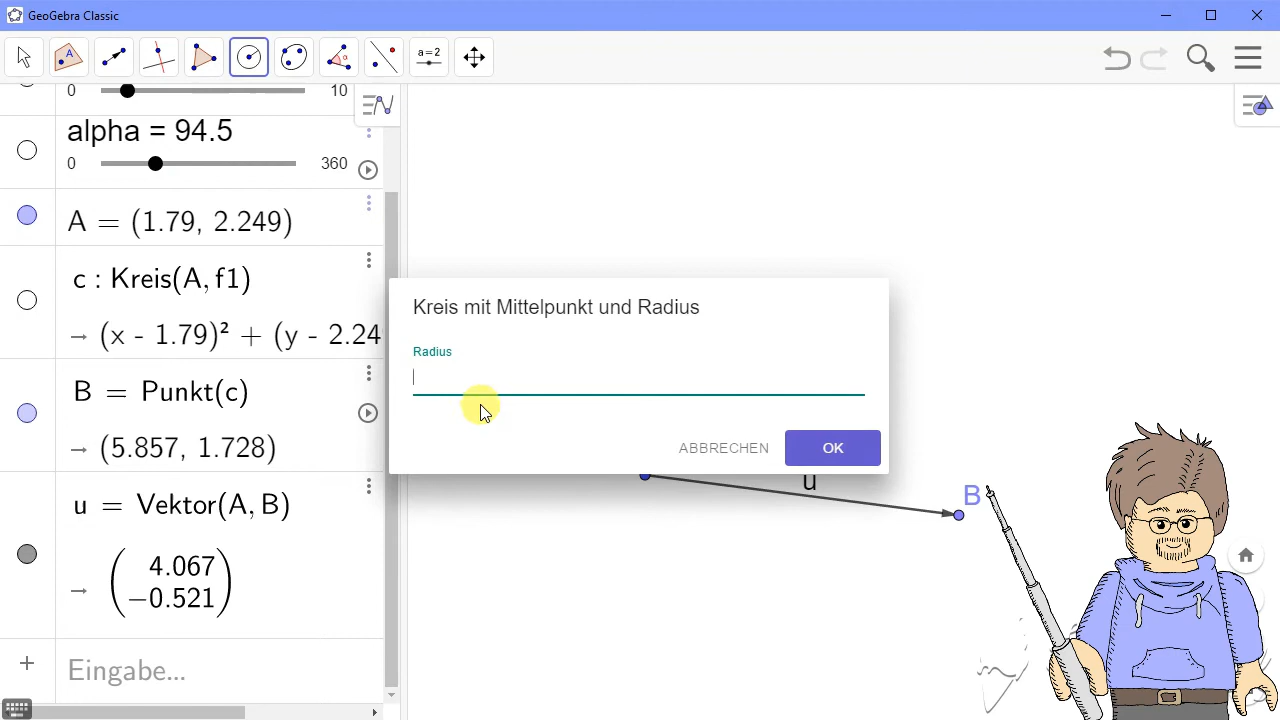 GeoGebra Classic
a=2
0 10
alpha = 94.5
0 360
A = (1.79, 2.249)
c : Kreis(A, f1)
→ (x - 1.79)² + (y - 2.24
B = Punkt(c)
→ (5.857, 1.728)
u = Vektor(A, B)
→ (4.067
−0.521)
+ Eingabe...
Kreis mit Mittelpunkt und Radius
Radius
ABBRECHEN OK
u
B